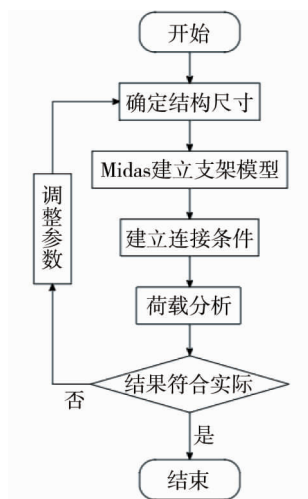 开始
确定结构尺寸
Midas建立支架模型
调整参数
建立连接条件
荷载分析
结果符合实际
否
是
结束